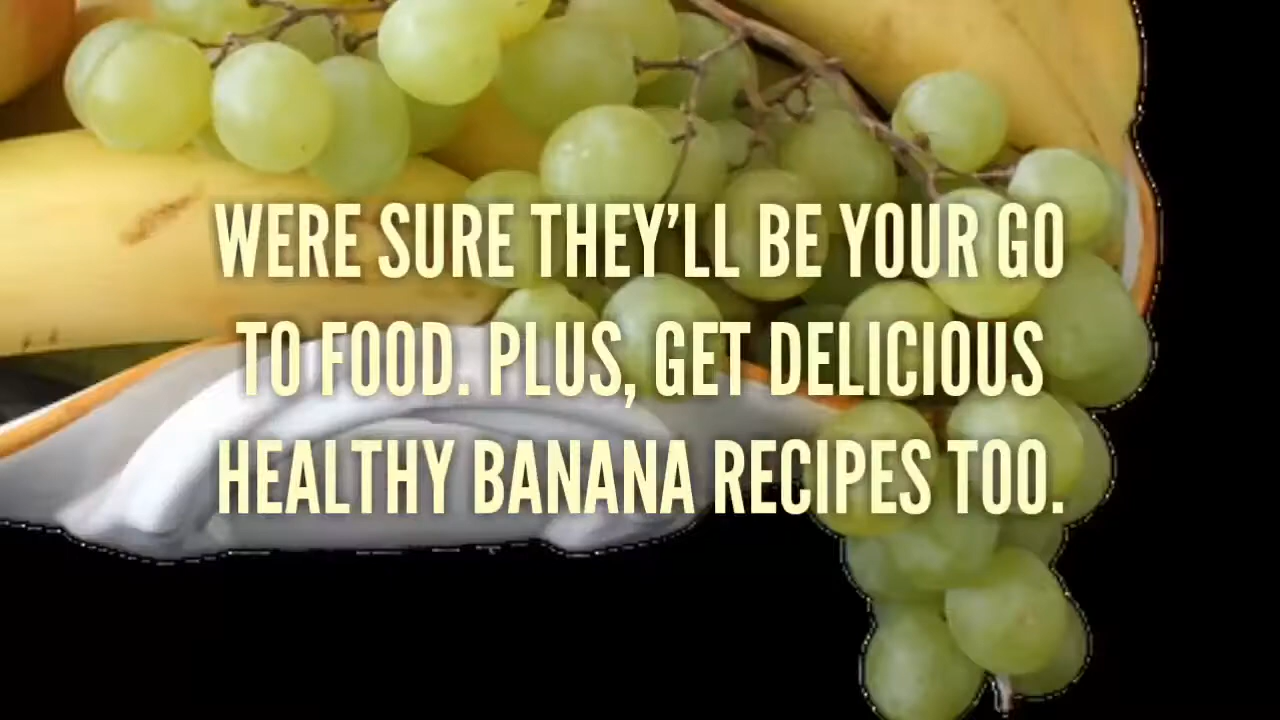 WERE SURE THEY'LL BE YOUR GO
TO FOOD. PLUS, GET DELICIOUS
HEALTHY BANANA RECIPES TOO.